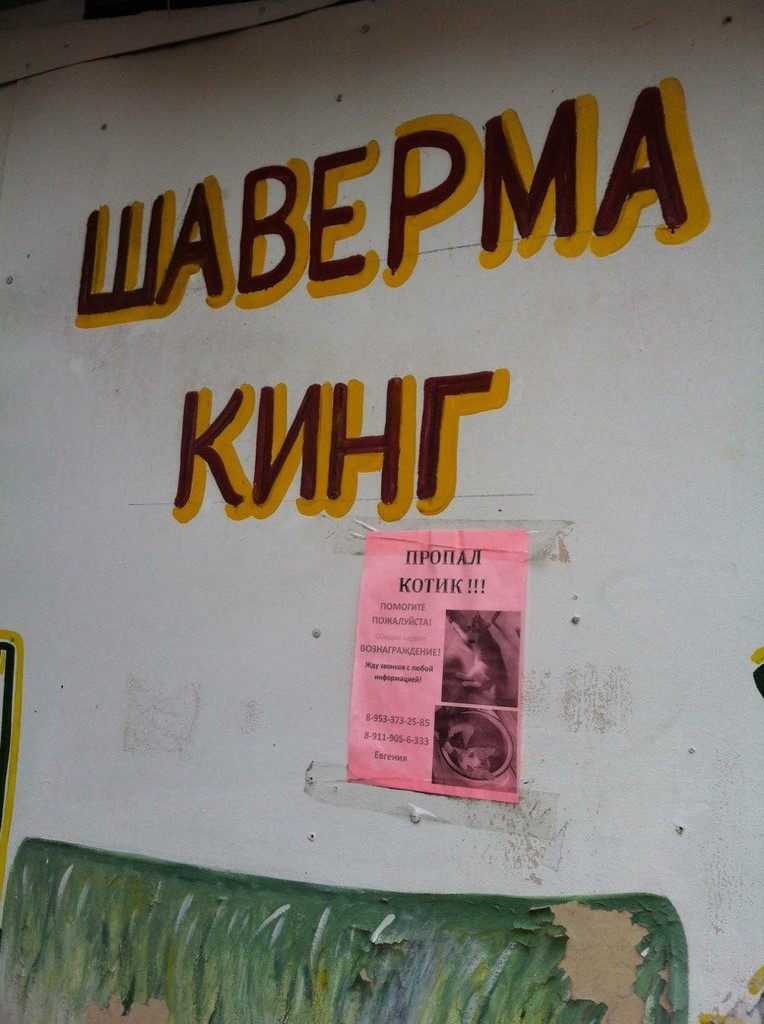 ШАВЕРМА
КИНГ
ПРОПАЛ
КОТИК !!!
ПОМОГИТЕ
ПОЖАЛУЙСТА!
ВОЗНАГРАЖДЕНИЕ!
Жду звонков с любой
информацией!
8-953-373-25-85
8-911-905-6-333
Евгения